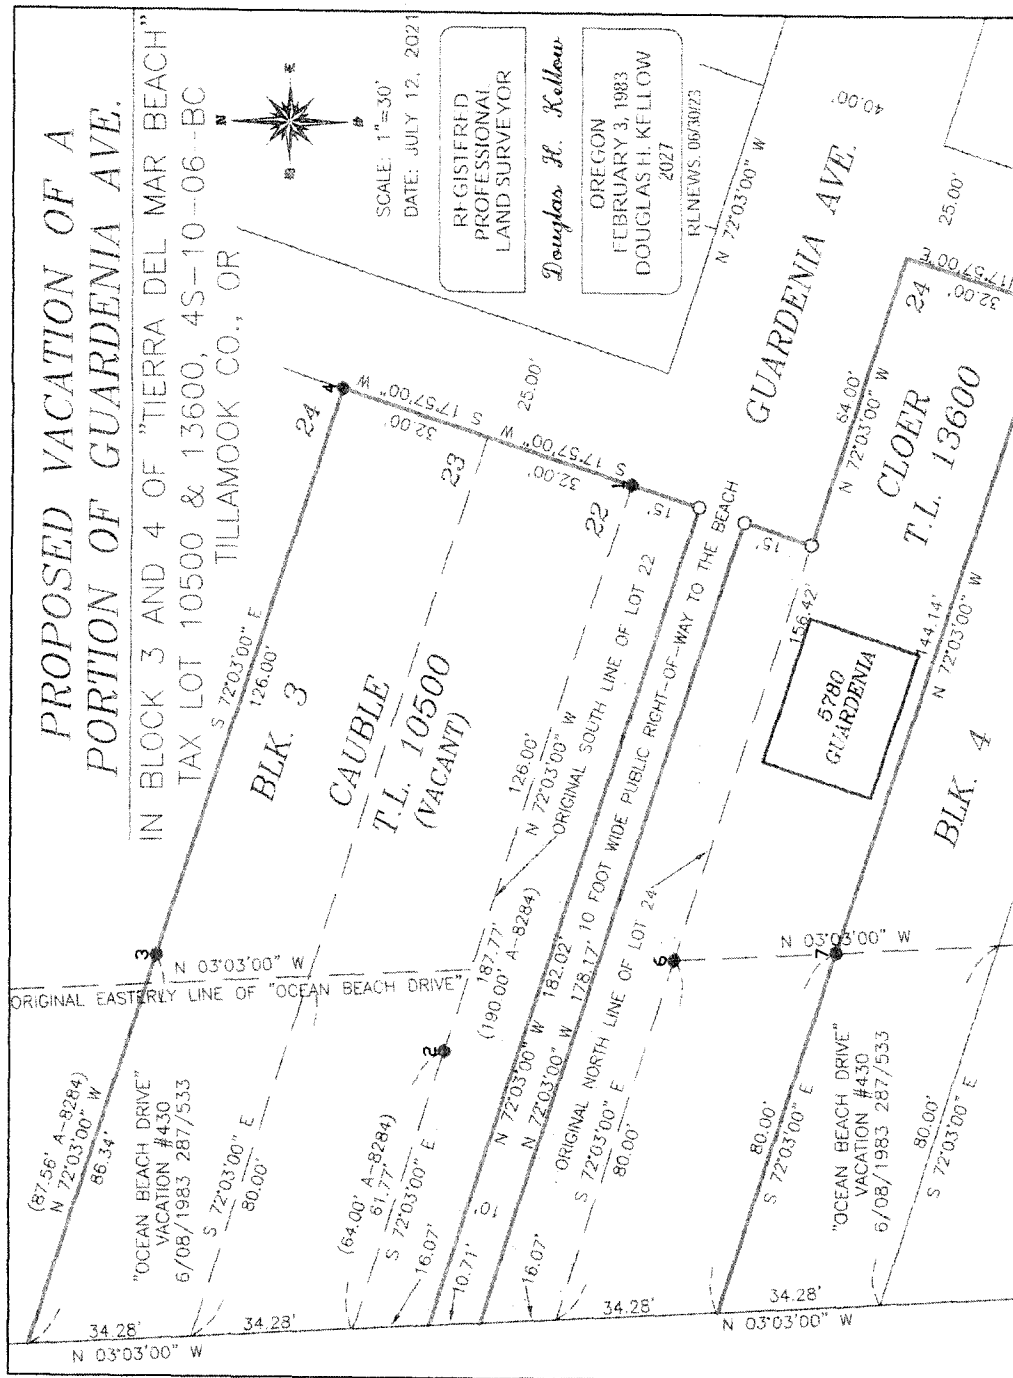 PROPOSED VACATION OF A
PORTION OF GUARDENIA AVE.
IN BLOCK 3 AND 4 OF "TIERRA DEL MAR BEACH"
TAX LOT 10500 & 13600, 4S-10-06-BC
TILLAMOOK CO., OR
N
E
S
SCALE: 1"=30'
DATE: JULY 12, 2021
REGISTERED
PROFESSIONAL
LAND SURVEYOR
Douglas H. Kellow
OREGON
FEBRUARY 3, 1983
DOUGLAS H. KELLOW
2027
RENEWS: 06/30/23
N 72°03'00" W
40.00'
GUARDENIA AVE.
25.00'
17°57'00"E
32.00'
24
64.00'
N 72°03'00" W
CLOER
T.L. 13600
144.14'
N 72°03'00" W
BLK. 4
4
24
S 17°57'00" W
32.00'
25.00'
23
S 17°57'00" W
32.00'
22
15'
15'
156.42'
5780
GUARDENIA
S 72°03'00" E
126.00'
BLK. 3
CAUBLE
T.L. 10500
(VACANT)
126.00'
N 72°03'00" W
ORIGINAL SOUTH LINE OF LOT 22
187.77'
(190.00' A-8284)
N 72°03'00" W 182.02'
N 72°03'00" W 178.17' 10 FOOT WIDE PUBLIC RIGHT-OF-WAY TO THE BEACH
ORIGINAL NORTH LINE OF LOT 24
S 72°03'00" E
80.00'
3
N 03°03'00" W
ORIGINAL EASTERLY LINE OF "OCEAN BEACH DRIVE"
2
6
N 03°03'00" W
7
(87.56' A-8284)
N 72°03'00" W
86.34'
"OCEAN BEACH DRIVE"
VACATION #430
6/08/1983 287/533
S 72°03'00" E
80.00'
(64.00' A-8284)
61.77'
S 72°03'00" E
16.07'
10.71'
10'
16.07'
80.00'
S 72°03'00" E
"OCEAN BEACH DRIVE"
VACATION #430
6/08/1983 287/533
80.00'
S 72°03'00" E
34.28'
N 03°03'00" W
34.28'
34.28'
34.28'
N 03°03'00" W